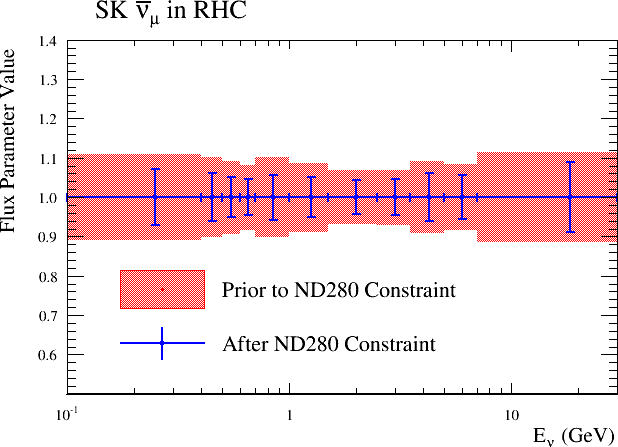 SK ν̅μ in RHC
Flux Parameter Value
1.4
1.3
1.2
1.1
1.0
0.9
0.8
0.7
0.6
Prior to ND280 Constraint
After ND280 Constraint
10⁻¹
1
10
Eν (GeV)